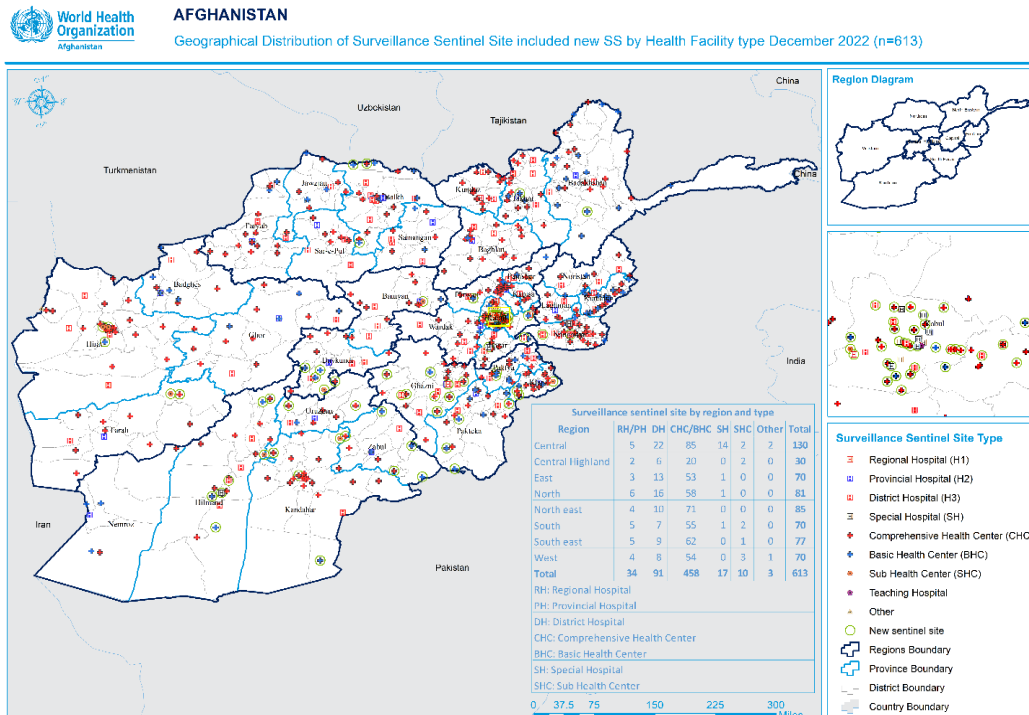 World Health
Organization
Afghanistan
AFGHANISTAN
Geographical Distribution of Surveillance Sentinel Site included new SS by Health Facility type December 2022 (n=613)
China
Uzbokistan
Tajikistan
Turkmenistan
China
Badakhshan
Jawzjan
Balkh
Kunduz
Takhar
Faryab
Samangan
Sar-e-Pul
Baghlan
Badghis
Bamyan
Nuristan
Ghor
Wardak
Hirat
Daykundi
Ghazni
Paktya
Uruzgan
Farah
Zabul
Paktika
Hilmand
Kandahar
Nemroz
Iran
Pakistan
India
Surveillance sentinel site by region and type
Region RH/PH DH CHC/BHC SH SHC Other Total
Central 5 22 85 14 2 2 130
Central Highland 2 6 20 0 2 0 30
East 3 13 53 1 0 0 70
North 6 16 58 1 0 0 81
North east 4 10 71 0 0 0 85
South 5 7 55 1 2 0 70
South east 5 9 62 0 1 0 77
West 4 8 54 0 3 1 70
Total 34 91 458 17 10 3 613
RH: Regional Hospital
PH: Provincial Hospital
DH: District Hospital
CHC: Comprehensive Health Center
BHC: Basic Health Center
SH: Special Hospital
SHC: Sub Health Center
0 37.5 75 150 225 300
Miles
Region Diagram
Kabul
Surveillance Sentinel Site Type
Regional Hospital (H1)
Provincial Hospital (H2)
District Hospital (H3)
Special Hospital (SH)
Comprehensive Health Center (CHC
Basic Health Center (BHC)
Sub Health Center (SHC)
Teaching Hospital
Other
New sentinel site
Regions Boundary
Province Boundary
District Boundary
Country Boundary